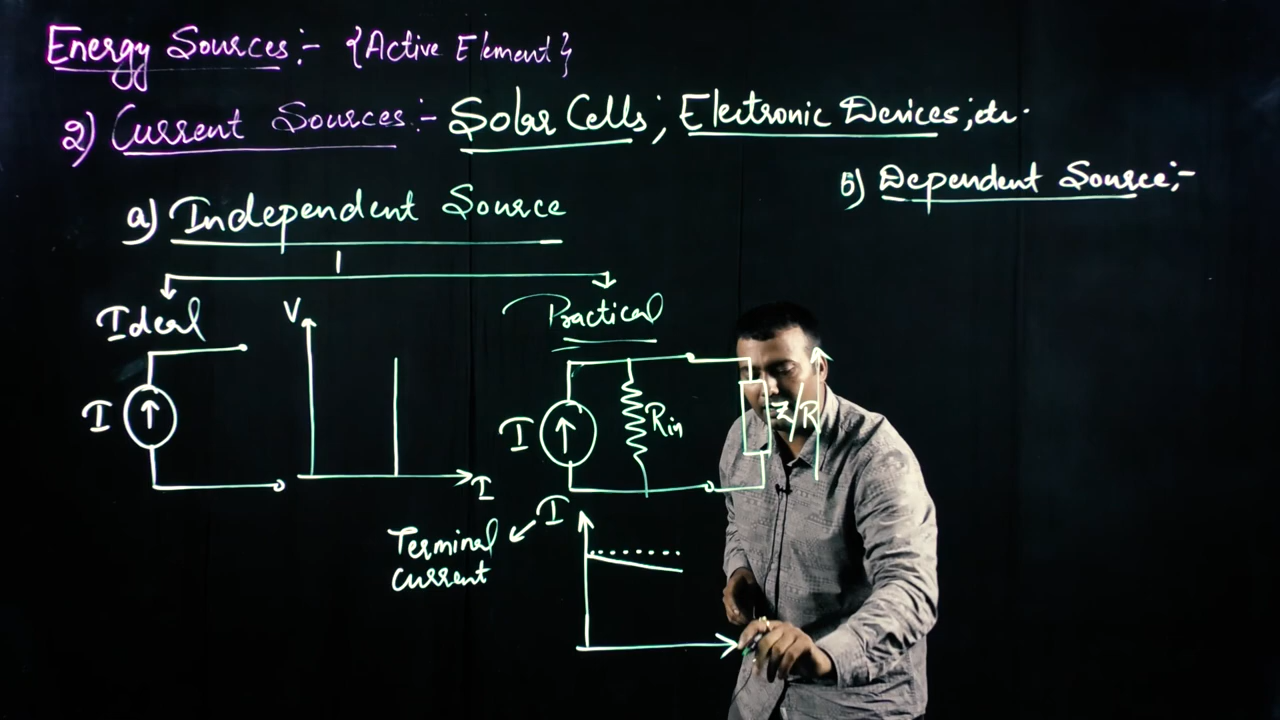 Energy Sources:- {Active Element}
2) Current Sources:- Solar Cells; Electronic Devices; etc.
b) Dependent Source:-
a) Independent Source
Ideal
Practical
V
I
I
I
Rin
Z/R
I
Terminal
current